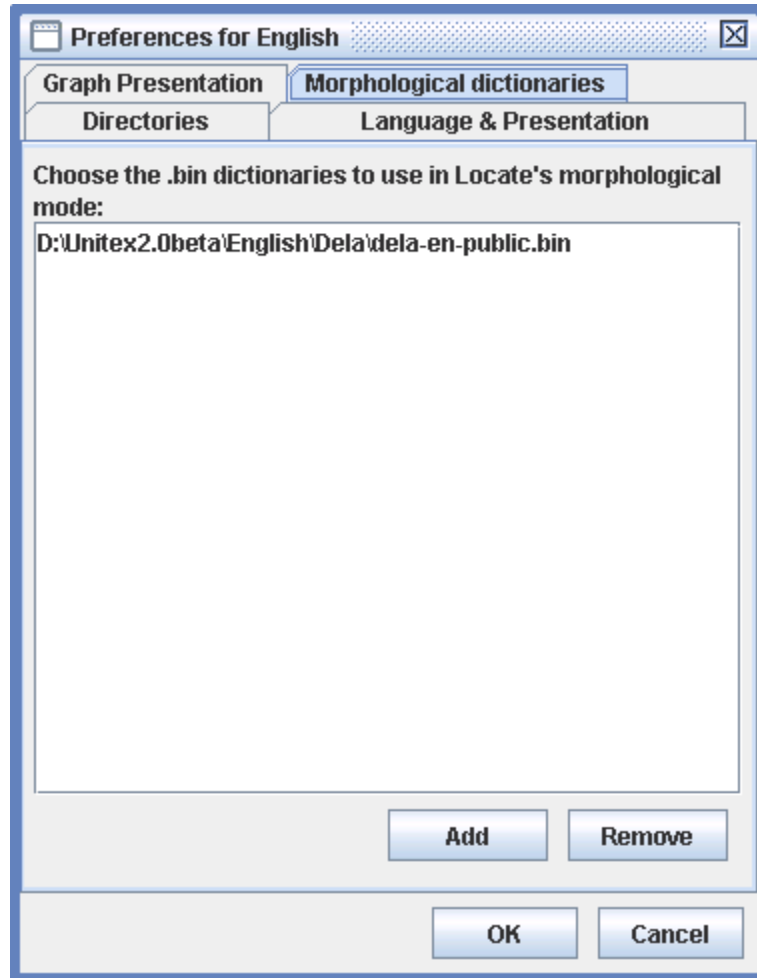 Preferences for English
Graph Presentation
Morphological dictionaries
Directories
Language & Presentation
Choose the .bin dictionaries to use in Locate's morphological
mode:
D:\Unitex2.0beta\English\Dela\dela-en-public.bin
Add
Remove
OK
Cancel